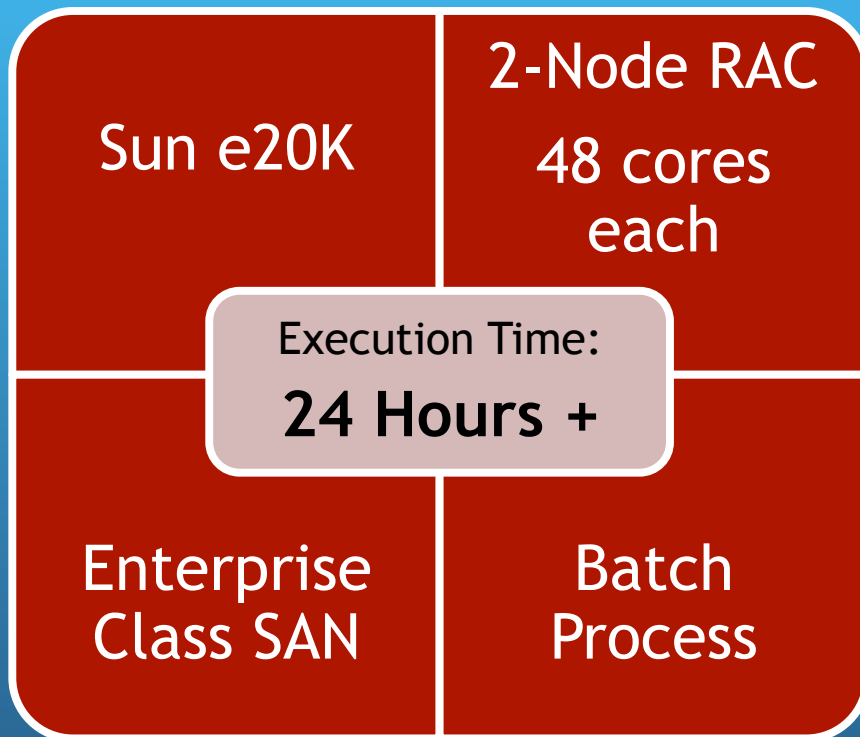 Sun e20K
2-Node RAC
48 cores
each
Execution Time:
24 Hours +
Enterprise
Class SAN
Batch
Process